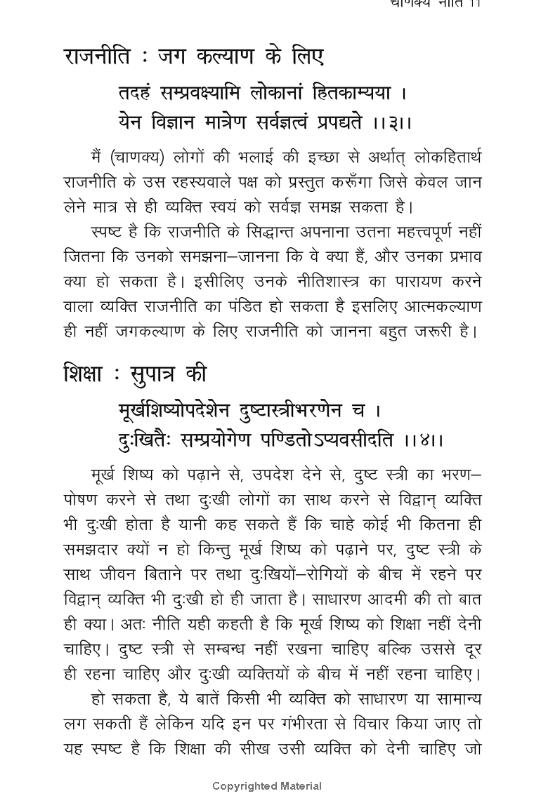 चाणक्य नीति 11
राजनीति : जग कल्याण के लिए
तदहं सम्प्रवक्ष्यामि लोकानां हितकाम्यया ।
येन विज्ञान मात्रेण सर्वज्ञत्वं प्रपद्यते ।।३।।
मैं (चाणक्य) लोगों की भलाई की इच्छा से अर्थात् लोकहितार्थ
राजनीति के उस रहस्यवाले पक्ष को प्रस्तुत करूँगा जिसे केवल जान
लेने मात्र से ही व्यक्ति स्वयं को सर्वज्ञ समझ सकता है।
स्पष्ट है कि राजनीति के सिद्धान्त अपनाना उतना महत्त्वपूर्ण नहीं
जितना कि उनको समझना–जानना कि वे क्या हैं, और उनका प्रभाव
क्या हो सकता है। इसीलिए उनके नीतिशास्त्र का पारायण करने
वाला व्यक्ति राजनीति का पंडित हो सकता है इसलिए आत्मकल्याण
ही नहीं जगकल्याण के लिए राजनीति को जानना बहुत जरूरी है।
शिक्षा : सुपात्र की
मूर्खशिष्योपदेशेन दुष्टास्त्रीभरणेन च ।
दुःखितैः सम्प्रयोगेण पण्डितोऽप्यवसीदति ।।४।।
मूर्ख शिष्य को पढ़ाने से, उपदेश देने से, दुष्ट स्त्री का भरण–
पोषण करने से तथा दुःखी लोगों का साथ करने से विद्वान् व्यक्ति
भी दुःखी होता है यानी कह सकते हैं कि चाहे कोई भी कितना ही
समझदार क्यों न हो किन्तु मूर्ख शिष्य को पढ़ाने पर, दुष्ट स्त्री के
साथ जीवन बिताने पर तथा दुःखियों–रोगियों के बीच में रहने पर
विद्वान् व्यक्ति भी दुःखी हो ही जाता है। साधारण आदमी की तो बात
ही क्या। अतः नीति यही कहती है कि मूर्ख शिष्य को शिक्षा नहीं देनी
चाहिए। दुष्ट स्त्री से सम्बन्ध नहीं रखना चाहिए बल्कि उससे दूर
ही रहना चाहिए और दुःखी व्यक्तियों के बीच में नहीं रहना चाहिए।
हो सकता है, ये बातें किसी भी व्यक्ति को साधारण या सामान्य
लग सकती हैं लेकिन यदि इन पर गंभीरता से विचार किया जाए तो
यह स्पष्ट है कि शिक्षा की सीख उसी व्यक्ति को देनी चाहिए जो
Copyrighted Material